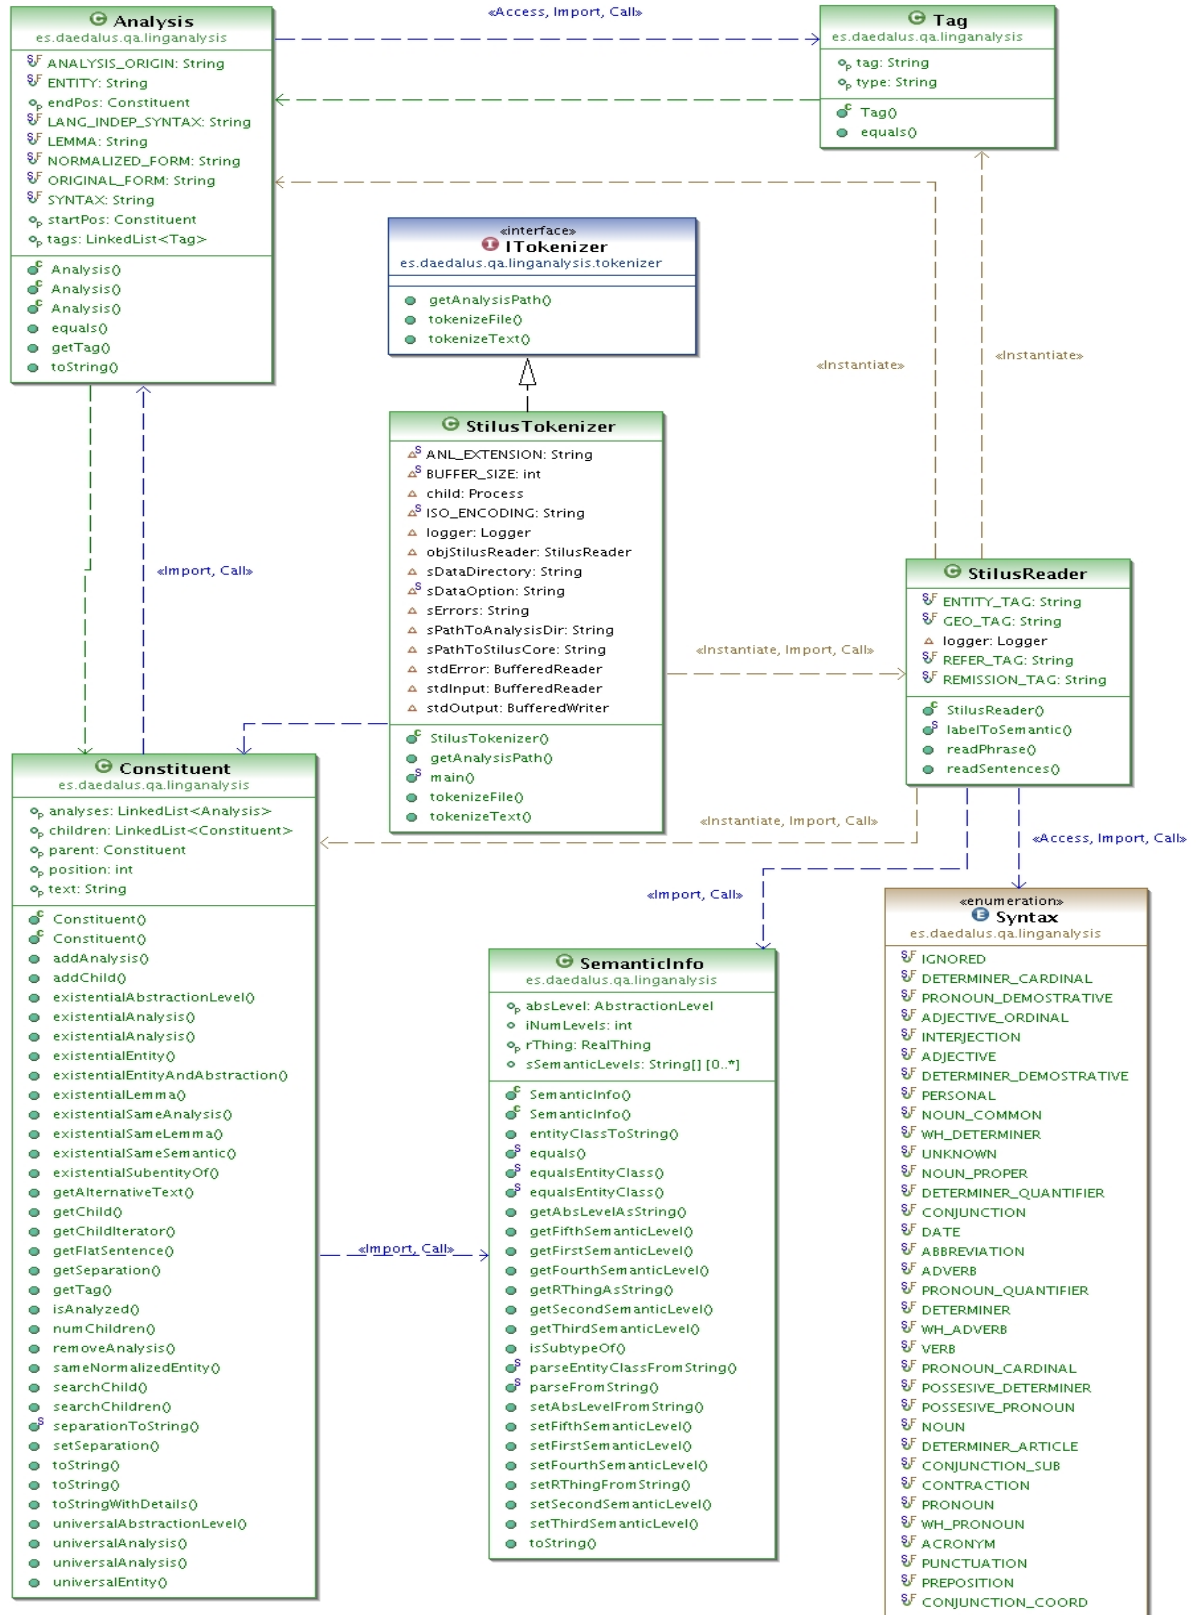 Analysis
es.daedalus.qa.linganalysis
ANALYSIS_ORIGIN: String
ENTITY: String
endPos: Constituent
LANG_INDEP_SYNTAX: String
LEMMA: String
NORMALIZED_FORM: String
ORIGINAL_FORM: String
SYNTAX: String
startPos: Constituent
tags: LinkedList<Tag>
Analysis()
Analysis()
Analysis()
equals()
getTag()
toString()
«Access, Import, Call»
Tag
es.daedalus.qa.linganalysis
tag: String
type: String
Tag()
equals()
«interface»
ITokenizer
es.daedalus.qa.linganalysis.tokenizer
getAnalysisPath()
tokenizeFile()
tokenizeText()
«Instantiate»
«Instantiate»
StilusTokenizer
ANL_EXTENSION: String
BUFFER_SIZE: int
child: Process
ISO_ENCODING: String
logger: Logger
objStilusReader: StilusReader
sDataDirectory: String
sDataOption: String
sErrors: String
sPathToAnalysisDir: String
sPathToStilusCore: String
stdError: BufferedReader
stdInput: BufferedReader
stdOutput: BufferedWriter
StilusTokenizer()
getAnalysisPath()
main()
tokenizeFile()
tokenizeText()
«Import, Call»
«Instantiate, Import, Call»
StilusReader
ENTITY_TAG: String
GEO_TAG: String
logger: Logger
REFER_TAG: String
REMISSION_TAG: String
StilusReader()
labelToSemantic()
readPhrase()
readSentences()
«Instantiate, Import, Call»
«Access, Import, Call»
«Import, Call»
Constituent
es.daedalus.qa.linganalysis
analyses: LinkedList<Analysis>
children: LinkedList<Constituent>
parent: Constituent
position: int
text: String
Constituent()
Constituent()
addAnalysis()
addChild()
existentialAbstractionLevel()
existentialAnalysis()
existentialAnalysis()
existentialEntity()
existentialEntityAndAbstraction()
existentialLemma()
existentialSameAnalysis()
existentialSameLemma()
existentialSameSemantic()
existentialSubentityOf()
getAlternativeText()
getChild()
getChildIterator()
getFlatSentence()
getSeparation()
getTag()
isAnalyzed()
numChildren()
removeAnalysis()
sameNormalizedEntity()
searchChild()
searchChildren()
separationToString()
setSeparation()
toString()
toString()
toStringWithDetails()
universalAbstractionLevel()
universalAnalysis()
universalAnalysis()
universalEntity()
«Import, Call»
SemanticInfo
es.daedalus.qa.linganalysis
absLevel: AbstractionLevel
iNumLevels: int
rThing: RealThing
sSemanticLevels: String[] [0..*]
SemanticInfo()
SemanticInfo()
entityClassToString()
equals()
equalsEntityClass()
equalsEntityClass()
getAbsLevelAsString()
getFifthSemanticLevel()
getFirstSemanticLevel()
getFourthSemanticLevel()
getRThingAsString()
getSecondSemanticLevel()
getThirdSemanticLevel()
isSubtypeOf()
parseEntityClassFromString()
parseFromString()
setAbsLevelFromString()
setFifthSemanticLevel()
setFirstSemanticLevel()
setFourthSemanticLevel()
setRThingFromString()
setSecondSemanticLevel()
setThirdSemanticLevel()
toString()
«enumeration»
Syntax
es.daedalus.qa.linganalysis
IGNORED
DETERMINER_CARDINAL
PRONOUN_DEMOSTRATIVE
ADJECTIVE_ORDINAL
INTERJECTION
ADJECTIVE
DETERMINER_DEMOSTRATIVE
PERSONAL
NOUN_COMMON
WH_DETERMINER
UNKNOWN
NOUN_PROPER
DETERMINER_QUANTIFIER
CONJUNCTION
DATE
ABBREVIATION
ADVERB
PRONOUN_QUANTIFIER
DETERMINER
WH_ADVERB
VERB
PRONOUN_CARDINAL
POSSESIVE_DETERMINER
POSSESIVE_PRONOUN
NOUN
DETERMINER_ARTICLE
CONJUNCTION_SUB
CONTRACTION
PRONOUN
WH_PRONOUN
ACRONYM
PUNCTUATION
PREPOSITION
CONJUNCTION_COORD